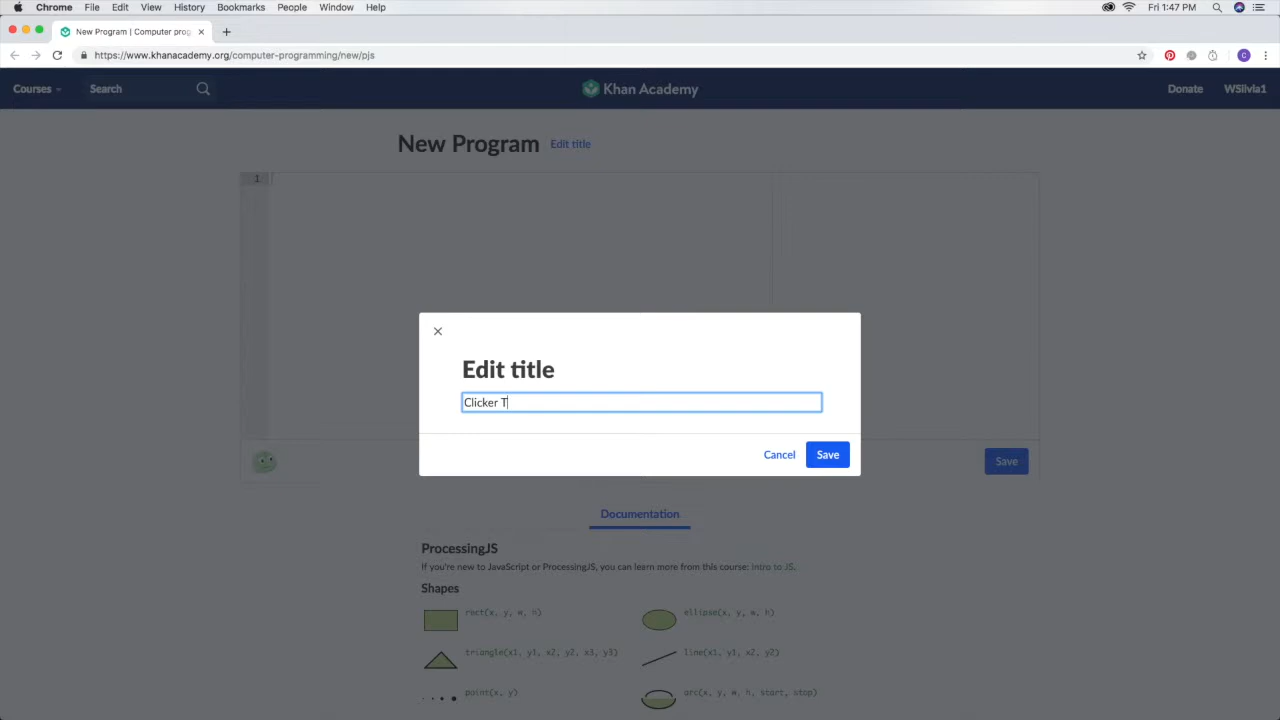 Chrome File Edit View History Bookmarks People Window Help Fri 1:47 PM
New Program | Computer prog
https://www.khanacademy.org/computer-programming/new/pjs
Courses Search Khan Academy Donate WSilvia1
New Program Edit title
1
Edit title
Clicker T
Cancel Save
Save
Documentation
ProcessingJS
If you're new to JavaScript or ProcessingJS, you can learn more from this course: Intro to JS.
Shapes
rect(x, y, w, h) ellipse(x, y, w, h)
triangle(x1, y1, x2, y2, x3, y3) line(x1, y1, x2, y2)
point(x, y) arc(x, y, w, h, start, stop)